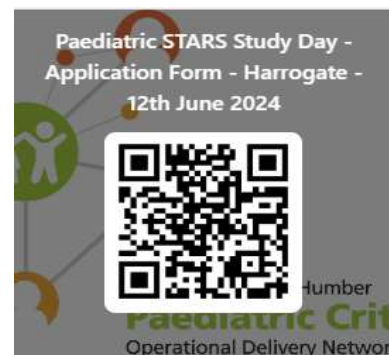 Paediatric STARS Study Day -
Application Form - Harrogate -
12th June 2024
Humber
Paediatric Crit
Operational Delivery Networ